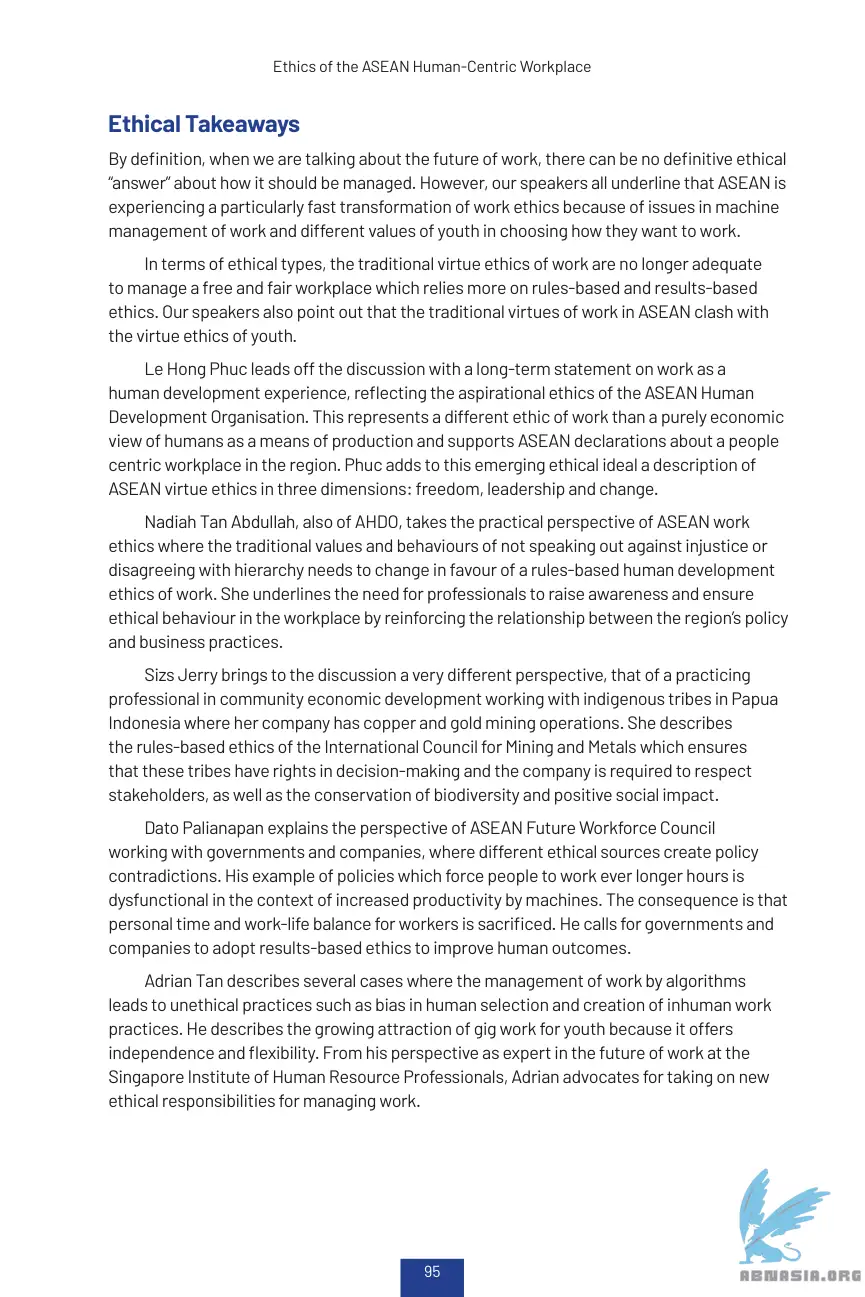 Ethics of the ASEAN Human-Centric Workplace
Ethical Takeaways
By definition, when we are talking about the future of work, there can be no definitive ethical
“answer” about how it should be managed. However, our speakers all underline that ASEAN is
experiencing a particularly fast transformation of work ethics because of issues in machine
management of work and different values of youth in choosing how they want to work.
In terms of ethical types, the traditional virtue ethics of work are no longer adequate
to manage a free and fair workplace which relies more on rules-based and results-based
ethics. Our speakers also point out that the traditional virtues of work in ASEAN clash with
the virtue ethics of youth.
Le Hong Phuc leads off the discussion with a long-term statement on work as a
human development experience, reflecting the aspirational ethics of the ASEAN Human
Development Organisation. This represents a different ethic of work than a purely economic
view of humans as a means of production and supports ASEAN declarations about a people
centric workplace in the region. Phuc adds to this emerging ethical ideal a description of
ASEAN virtue ethics in three dimensions: freedom, leadership and change.
Nadiah Tan Abdullah, also of AHDO, takes the practical perspective of ASEAN work
ethics where the traditional values and behaviours of not speaking out against injustice or
disagreeing with hierarchy needs to change in favour of a rules-based human development
ethics of work. She underlines the need for professionals to raise awareness and ensure
ethical behaviour in the workplace by reinforcing the relationship between the region’s policy
and business practices.
Sizs Jerry brings to the discussion a very different perspective, that of a practicing
professional in community economic development working with indigenous tribes in Papua
Indonesia where her company has copper and gold mining operations. She describes
the rules-based ethics of the International Council for Mining and Metals which ensures
that these tribes have rights in decision-making and the company is required to respect
stakeholders, as well as the conservation of biodiversity and positive social impact.
Dato Palianapan explains the perspective of ASEAN Future Workforce Council
working with governments and companies, where different ethical sources create policy
contradictions. His example of policies which force people to work ever longer hours is
dysfunctional in the context of increased productivity by machines. The consequence is that
personal time and work-life balance for workers is sacrificed. He calls for governments and
companies to adopt results-based ethics to improve human outcomes.
Adrian Tan describes several cases where the management of work by algorithms
leads to unethical practices such as bias in human selection and creation of inhuman work
practices. He describes the growing attraction of gig work for youth because it offers
independence and flexibility. From his perspective as expert in the future of work at the
Singapore Institute of Human Resource Professionals, Adrian advocates for taking on new
ethical responsibilities for managing work.
95
ABNASIA.ORG